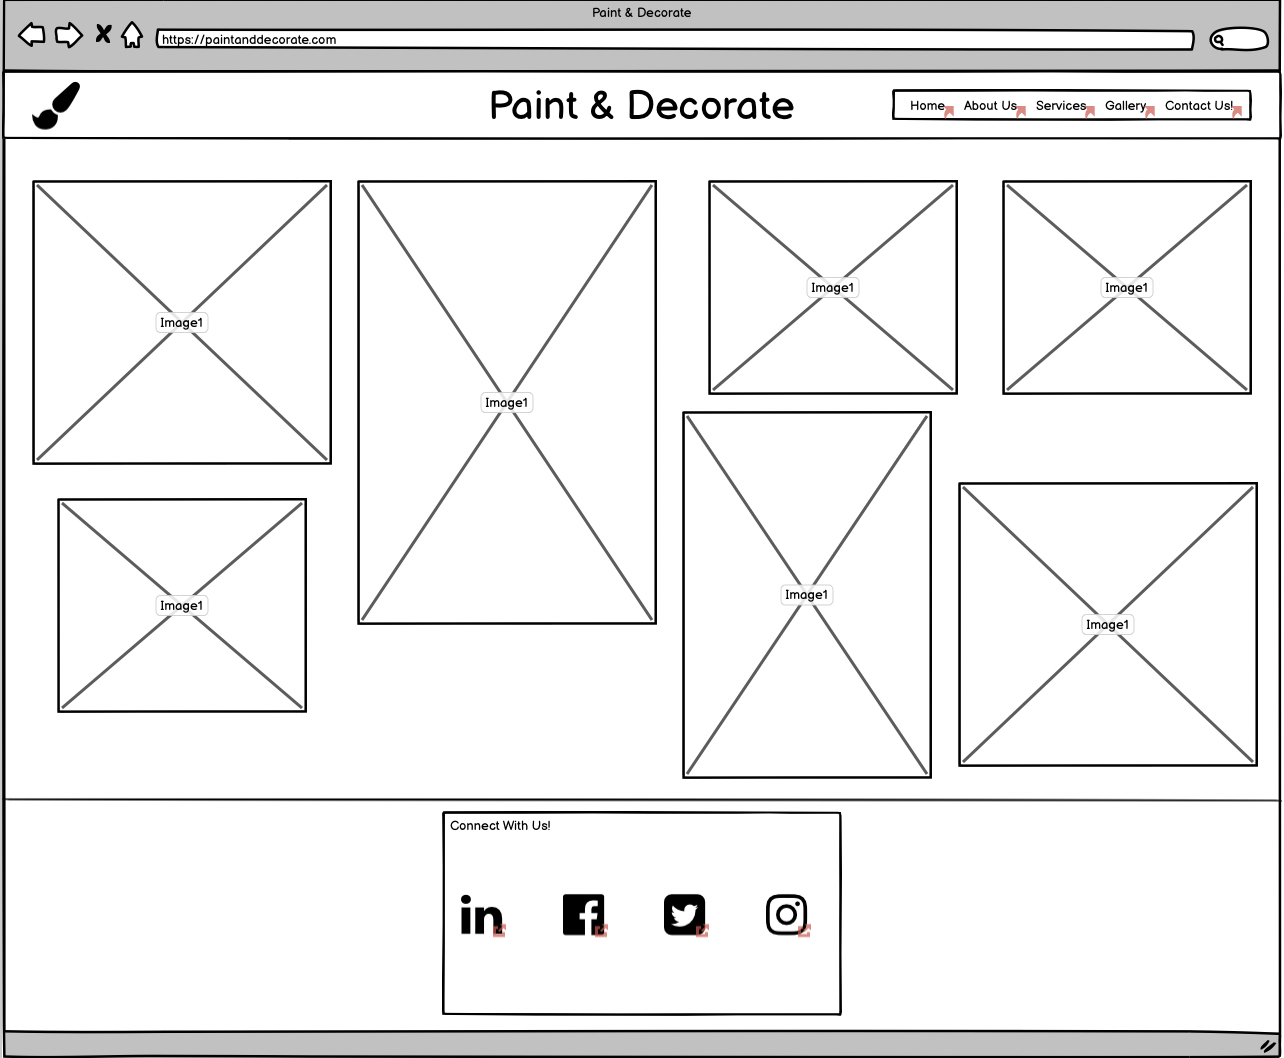 Paint & Decorate
https://paintanddecorate.com
Paint & Decorate
Home About Us Services Gallery Contact Us!
Image1
Image1
Image1
Image1
Image1
Image1
Image1
Connect With Us!
in
f